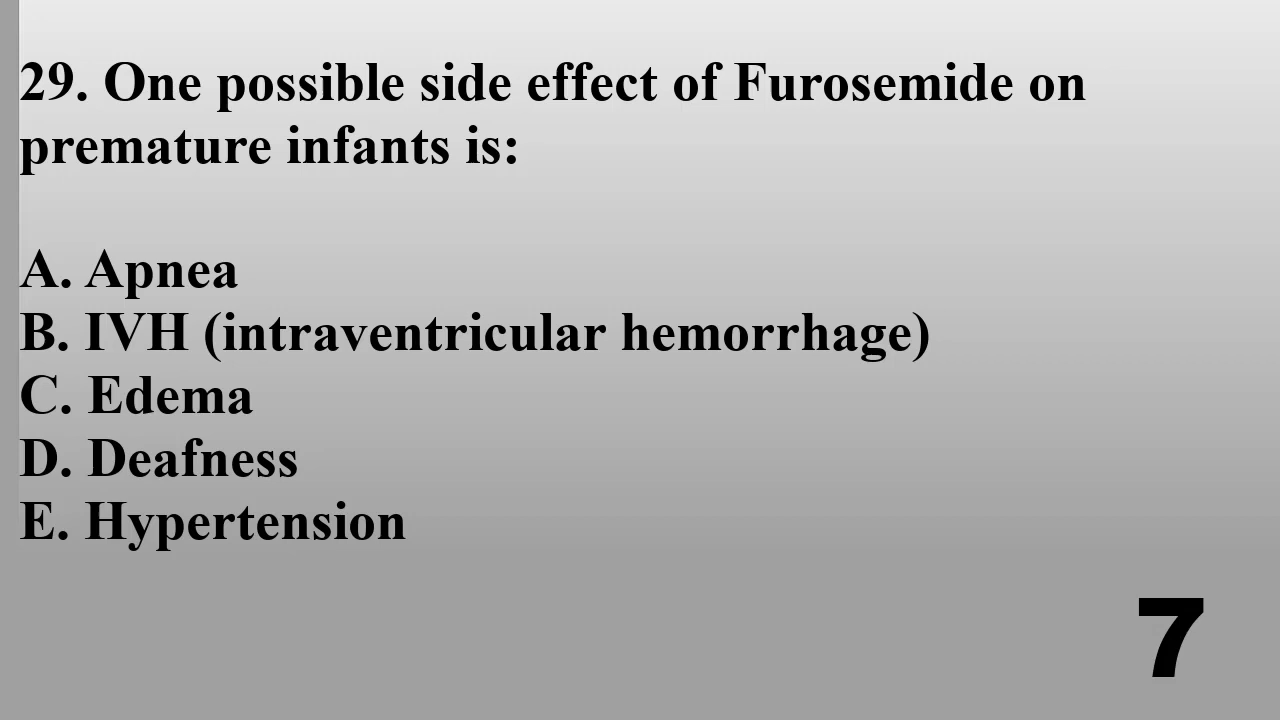 29. One possible side effect of Furosemide on
premature infants is:
A. Apnea
B. IVH (intraventricular hemorrhage)
C. Edema
D. Deafness
E. Hypertension
7